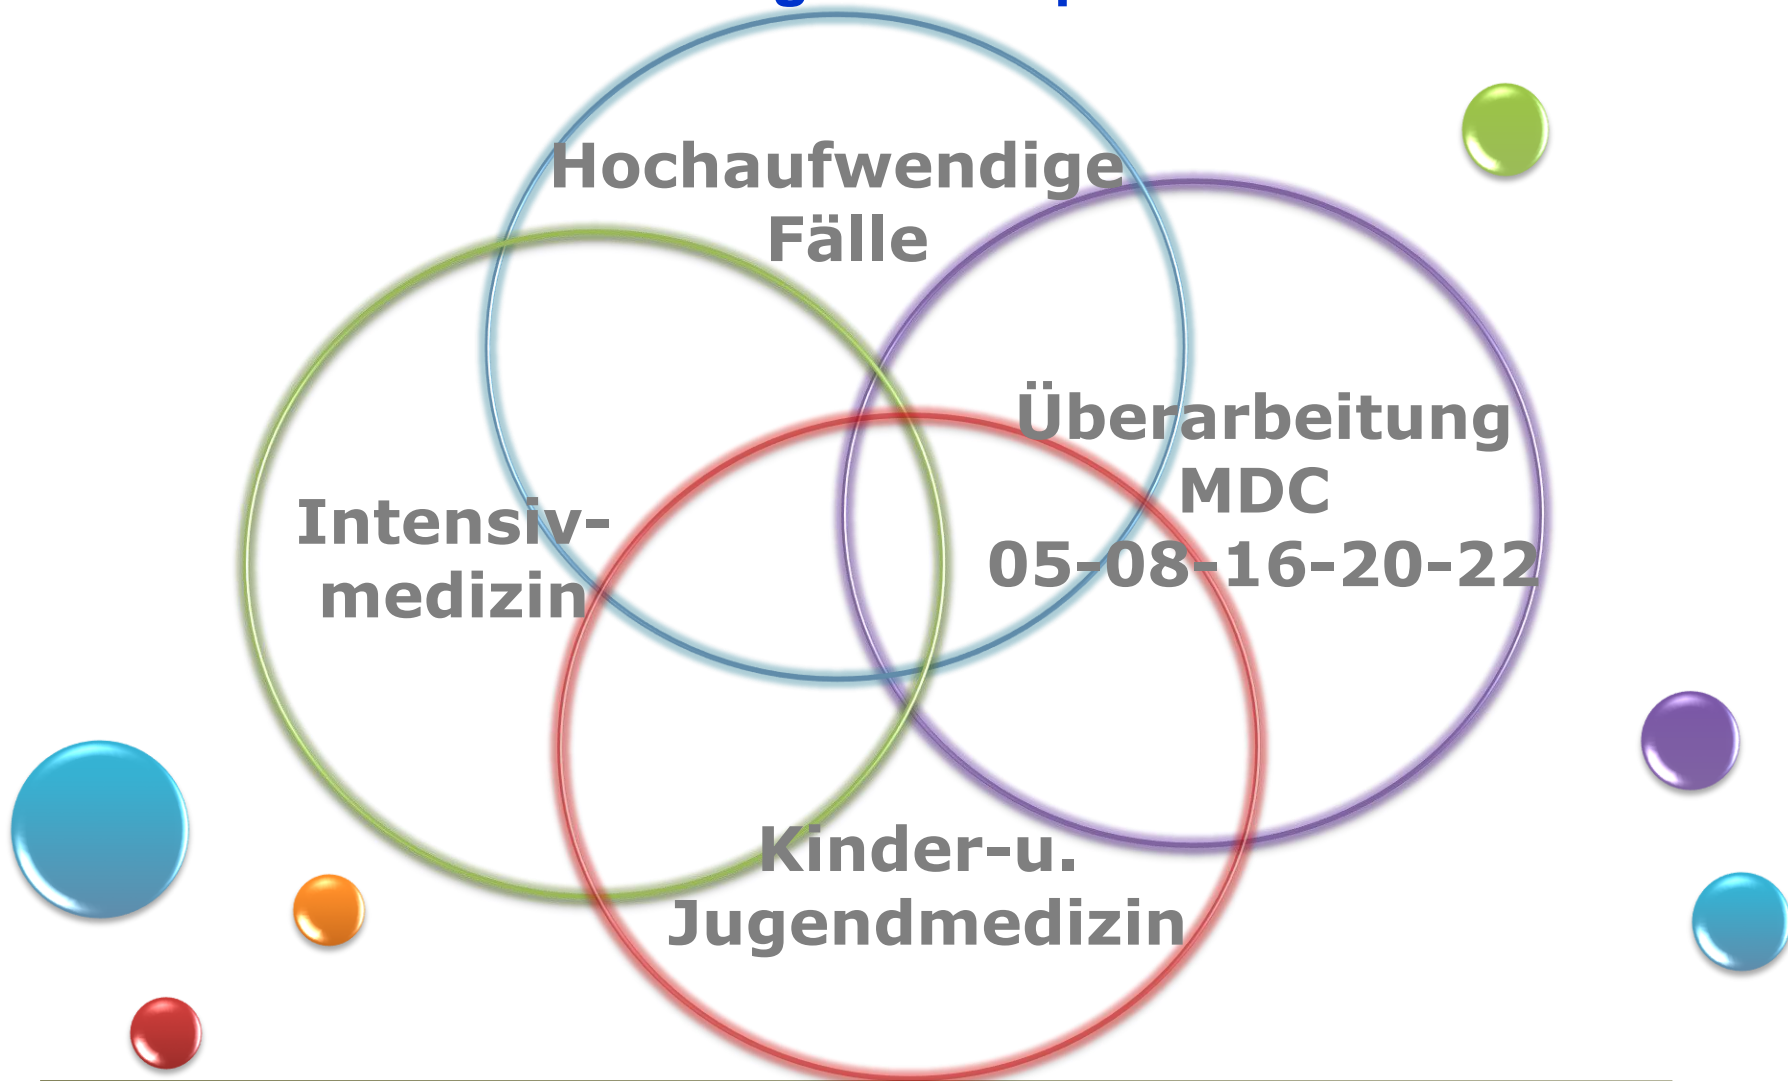 Hochaufwendige
Fälle
Überarbeitung
MDC
05-08-16-20-22
Intensiv-
medizin
Kinder-u.
Jugendmedizin